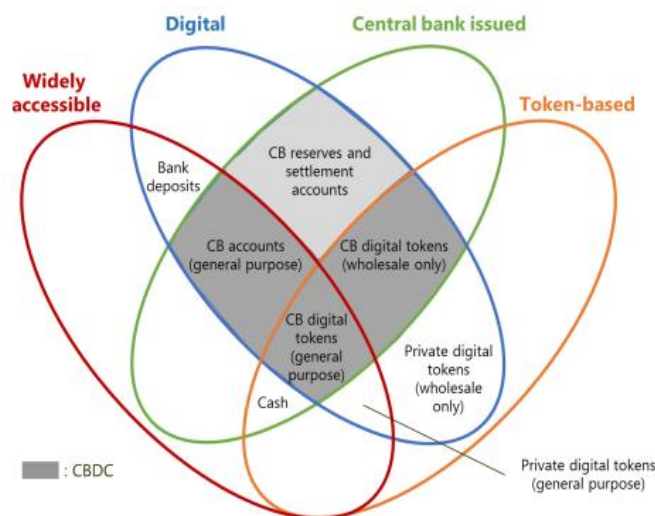 Digital
Central bank issued
Widely
accessible
Token-based
Bank
deposits
CB reserves and
settlement
accounts
CB accounts
(general purpose)
CB digital tokens
(wholesale only)
CB digital
tokens
(general
purpose)
Private digital
tokens
(wholesale
only)
Cash
: CBDC
Private digital tokens
(general purpose)